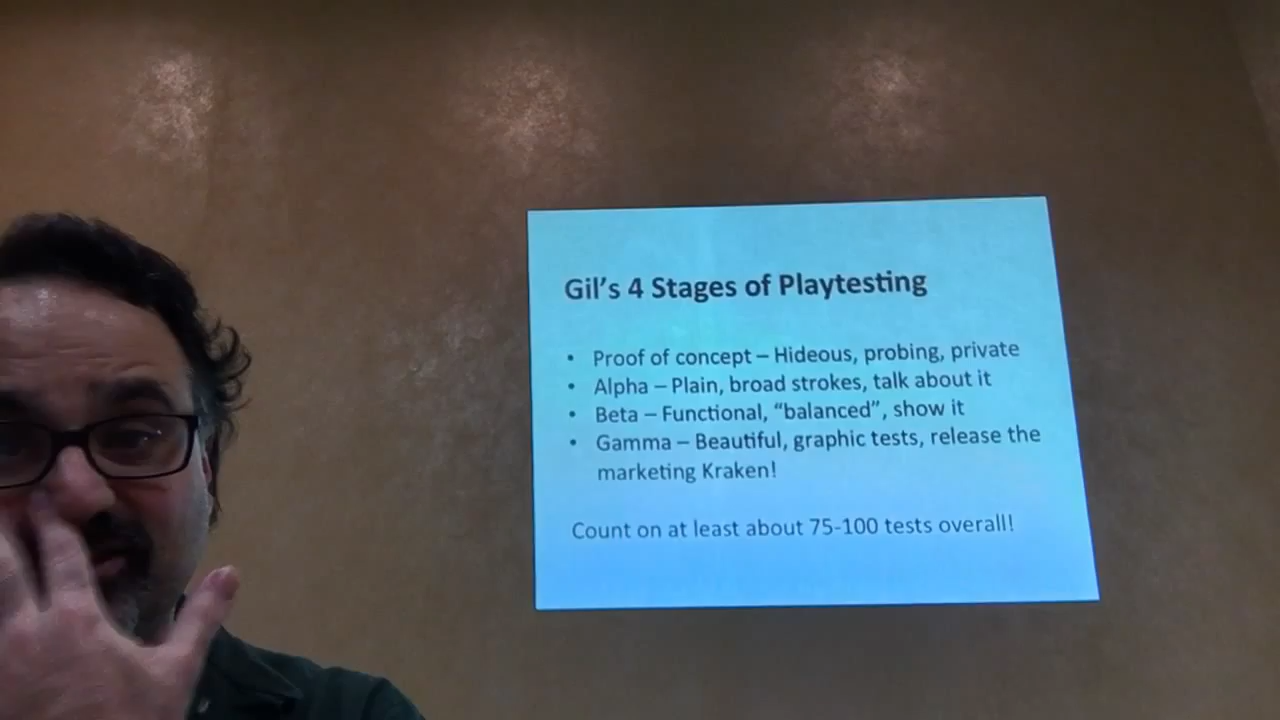 Gil’s 4 Stages of Playtesting
• Proof of concept – Hideous, probing, private
• Alpha – Plain, broad strokes, talk about it
• Beta – Functional, “balanced”, show it
• Gamma – Beautiful, graphic tests, release the
marketing Kraken!
Count on at least about 75-100 tests overall!